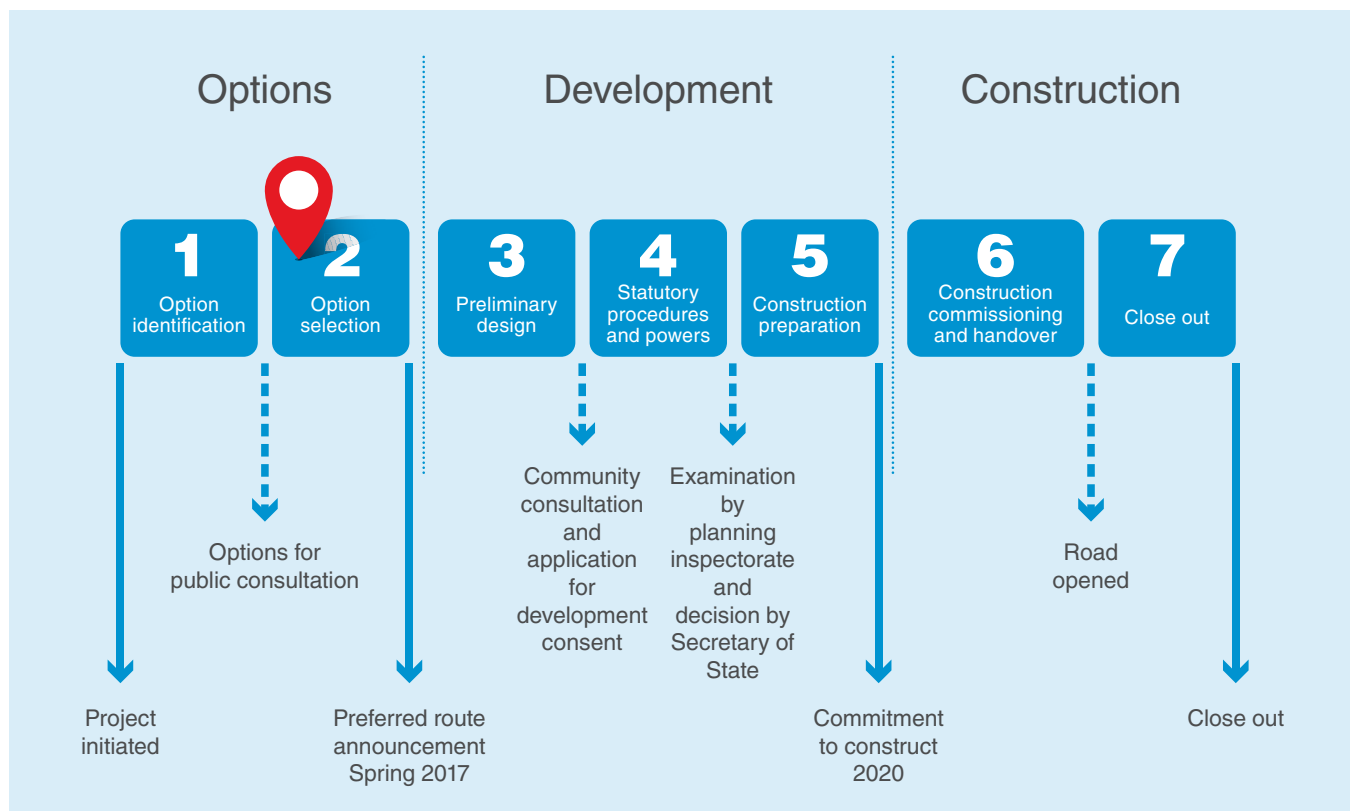 Options
Development
Construction
1
Option
identification
2
Option
selection
3
Preliminary
design
4
Statutory
procedures
and powers
5
Construction
preparation
6
Construction
commissioning
and handover
7
Close out
Project
initiated
Options for
public consultation
Preferred route
announcement
Spring 2017
Community
consultation
and
application
for
development
consent
Examination
by
planning
inspectorate
and
decision by
Secretary of
State
Commitment
to construct
2020
Road
opened
Close out